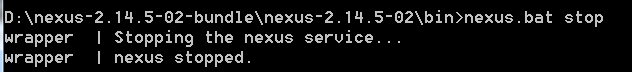 D:\nexus-2.14.5-02-bundle\nexus-2.14.5-02\bin>nexus.bat stop
wrapper  | Stopping the nexus service...
wrapper  | nexus stopped.